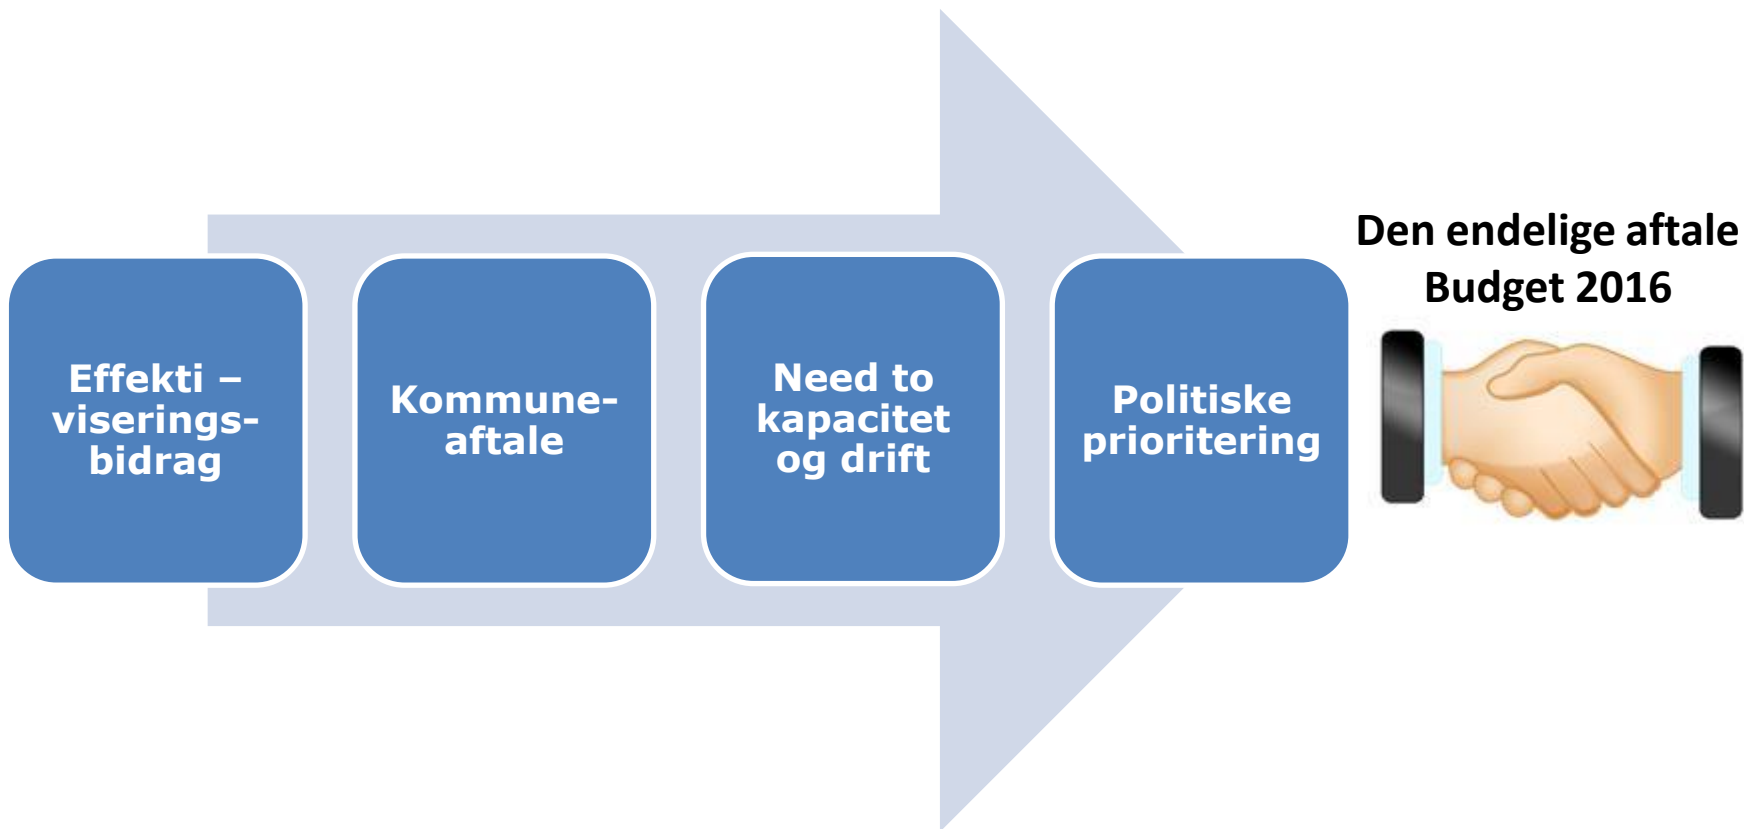 Effekti –
viserings-
bidrag
Kommune-
aftale
Need to
kapacitet
og drift
Politiske
prioritering
Den endelige aftale
Budget 2016